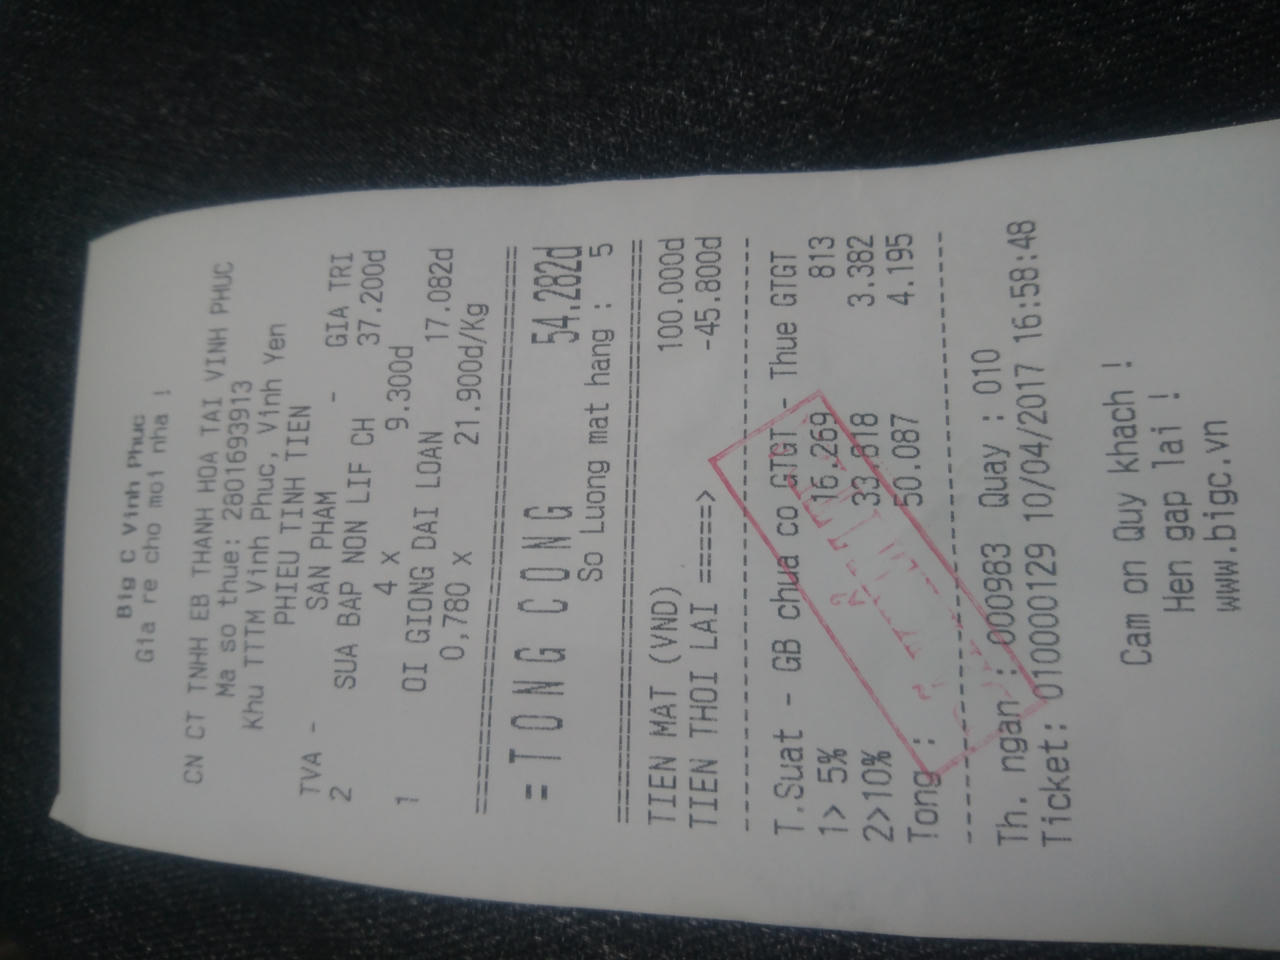 Big C Vinh Phuc
Gia re cho moi nha !
CN CT TNHH EB THANH HOA TAI VINH PHUC
Ma so thue: 2801693913
Khu TTTM Vinh Phuc, Vinh Yen
PHIEU TINH TIEN
TVA - SAN PHAM - GIA TRI
2 SUA BAP NON LIF CH 37.200d
4 x 9.300d
1 OI GIONG DAI LOAN 17.082d
0,780 x 21.900d/Kg
= TONG CONG 54.282d
So Luong mat hang : 5
TIEN MAT (VND) 100.000d
TIEN THOI LAI =====> -45.800d
T.Suat - GB chua co GTGT - Thue GTGT
1> 5% 16.269 813
2>10% 33.818 3.382
Tong : 50.087 4.195
Th. ngan : 000983 Quay : 010
Ticket: 0100000129 10/04/2017 16:58:48
Cam on Quy khach !
Hen gap lai !
www.bigc.vn